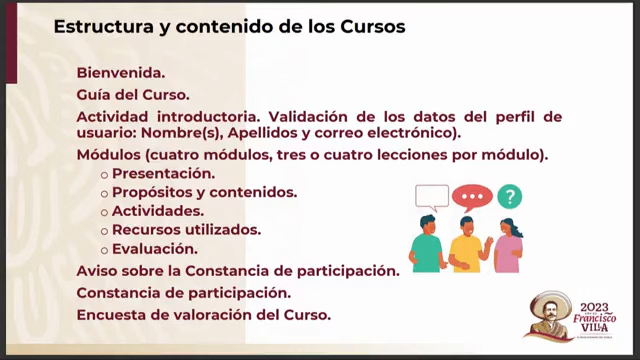 Estructura y contenido de los Cursos
Bienvenida.
Guía del Curso.
Actividad introductoria. Validación de los datos del perfil de
usuario: Nombre(s), Apellidos y correo electrónico).
Módulos (cuatro módulos, tres o cuatro lecciones por módulo).
Presentación.
Propósitos y contenidos.
Actividades.
Recursos utilizados.
Evaluación.
?
Aviso sobre la Constancia de participación.
Constancia de participación.
Encuesta de valoración del Curso.
2023
Francisco
VILLA